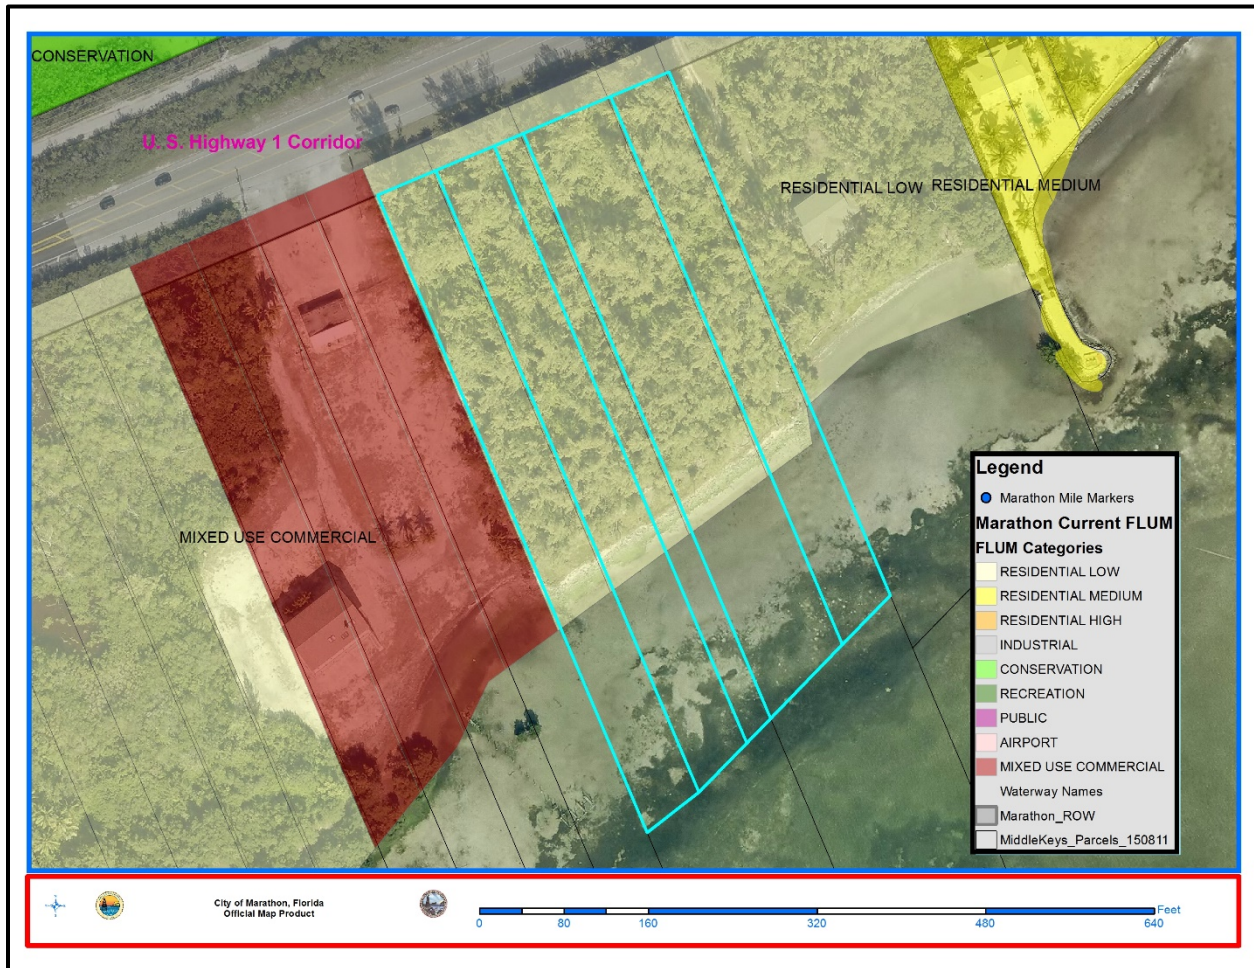 CONSERVATION
U. S. Highway 1 Corridor
RESIDENTIAL LOW
RESIDENTIAL MEDIUM
MIXED USE COMMERCIAL
Legend
Marathon Mile Markers
Marathon Current FLUM
FLUM Categories
RESIDENTIAL LOW
RESIDENTIAL MEDIUM
RESIDENTIAL HIGH
INDUSTRIAL
CONSERVATION
RECREATION
PUBLIC
AIRPORT
MIXED USE COMMERCIAL
Waterway Names
Marathon_ROW
MiddleKeys_Parcels_150811
City of Marathon, Florida
Official Map Product
Feet
0 80 160 320 480 640